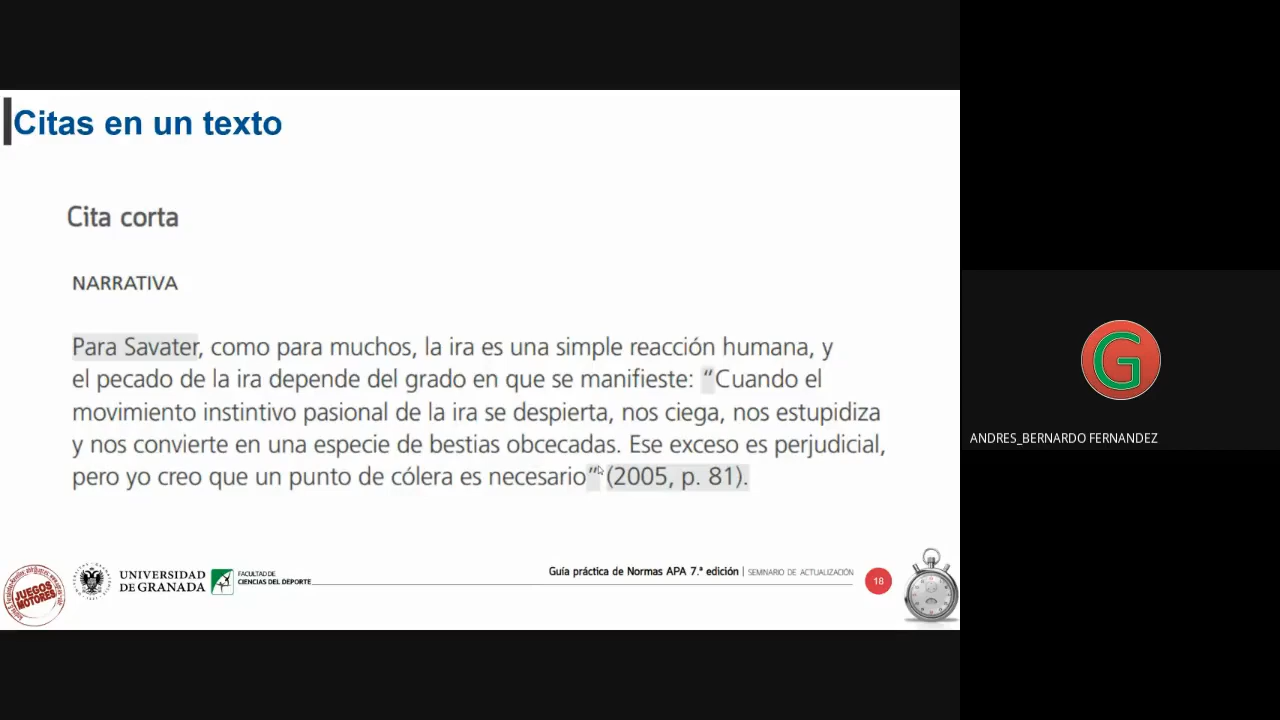 Citas en un texto
Cita corta
NARRATIVA
Para Savater, como para muchos, la ira es una simple reacción humana, y
el pecado de la ira depende del grado en que se manifieste: “Cuando el
movimiento instintivo pasional de la ira se despierta, nos ciega, nos estupidiza
y nos convierte en una especie de bestias obcecadas. Ese exceso es perjudicial,
pero yo creo que un punto de cólera es necesario” (2005, p. 81).
G
ANDRES_BERNARDO FERNANDEZ
JUEGOS
MOTORES
UNIVERSIDAD
DE GRANADA
FACULTAD DE
CIENCIAS DEL DEPORTE
Guía práctica de Normas APA 7.ª edición | SEMINARIO DE ACTUALIZACIÓN
18